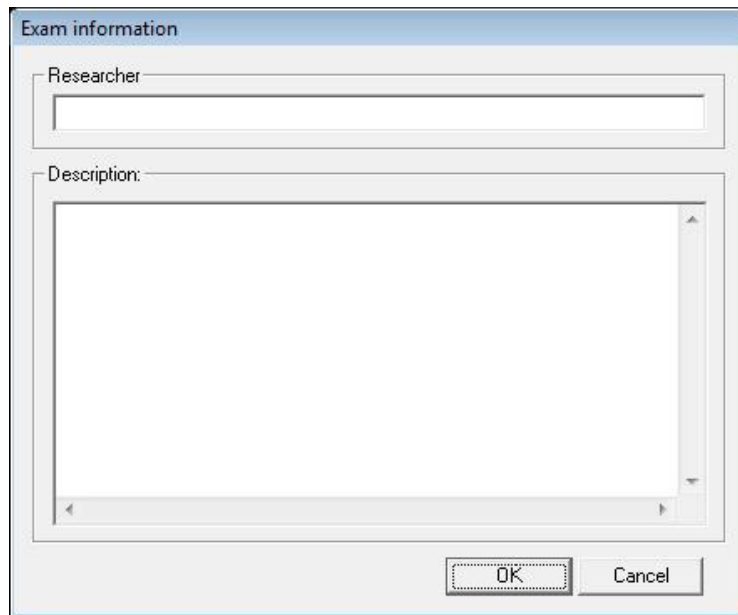 Exam information
Researcher
Description:
OK
Cancel